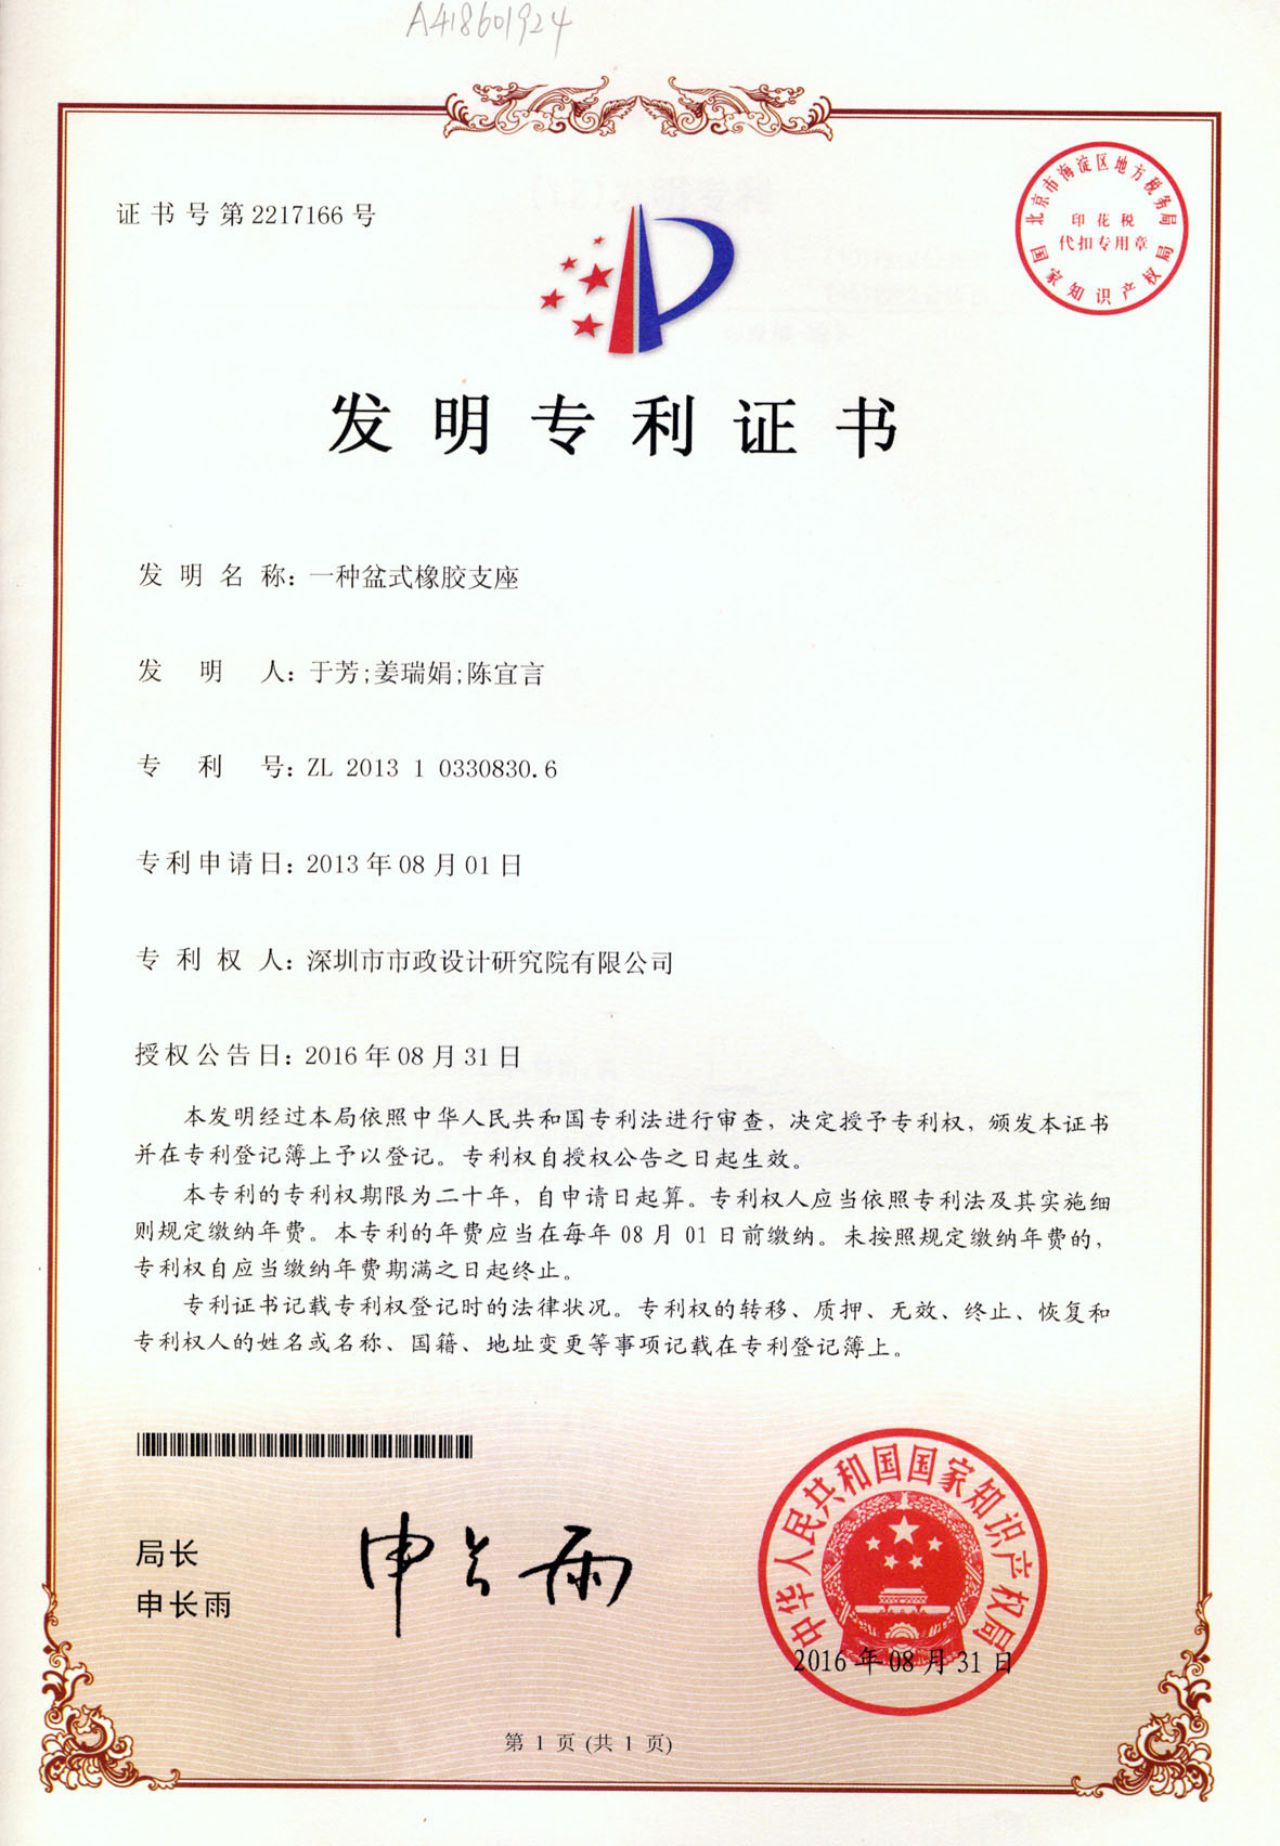 A418601924
证书号第2217166号
北京市海淀区地方税务局
印花税
代扣专用章
国家知识产权局
发明专利证书
发明名称：一种盆式橡胶支座
发明人：于芳;姜瑞娟;陈宜言
专利号：ZL 2013 1 0330830.6
专利申请日：2013年08月01日
专利权人：深圳市市政设计研究院有限公司
授权公告日：2016年08月31日
本发明经过本局依照中华人民共和国专利法进行审查，决定授予专利权，颁发本证书
并在专利登记簿上予以登记。专利权自授权公告之日起生效。
本专利的专利权期限为二十年，自申请日起算。专利权人应当依照专利法及其实施细
则规定缴纳年费。本专利的年费应当在每年08月01日前缴纳。未按照规定缴纳年费的，
专利权自应当缴纳年费期满之日起终止。
专利证书记载专利权登记时的法律状况。专利权的转移、质押、无效、终止、恢复和
专利权人的姓名或名称、国籍、地址变更等事项记载在专利登记簿上。
局长
申长雨
申长雨
中华人民共和国国家知识产权局
2016年08月31日
第 1 页 (共 1 页)